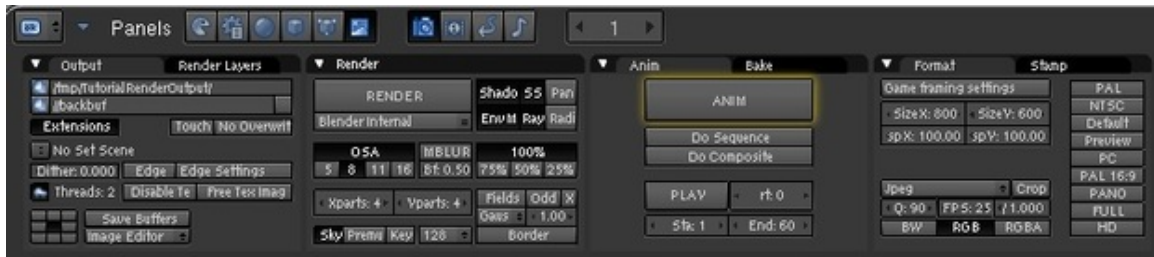 Panels 1
Output Render Layers
/tmp/TutorialRenderOutput/
//backbuf
Extensions Touch No Overwrit
No Set Scene
Dither: 0.000 Edge Edge Settings
Threads: 2 Disable Te Free Tex Imag
Save Buffers
Image Editor
Render
RENDER
Blender Internal
Shado SS Pan
EnvM Ray Radi
OSA MBLUR 100%
5 8 11 16 Bf: 0.50 75% 50% 25%
Xparts: 4 Yparts: 4 Fields Odd X
Gaus 1.00
Sky Premu Key 128 Border
Anim Bake
ANIM
Do Sequence
Do Composite
PLAY rt: 0
Sta: 1 End: 60
Format Stamp
Game framing settings
SizeX: 800 SizeY: 600
AspX: 100.00 AspY: 100.00
Jpeg Crop
Q: 90 FPS: 25 /1.000
BW RGB RGBA
PAL
NTSC
Default
Preview
PC
PAL 16:9
PANO
FULL
HD